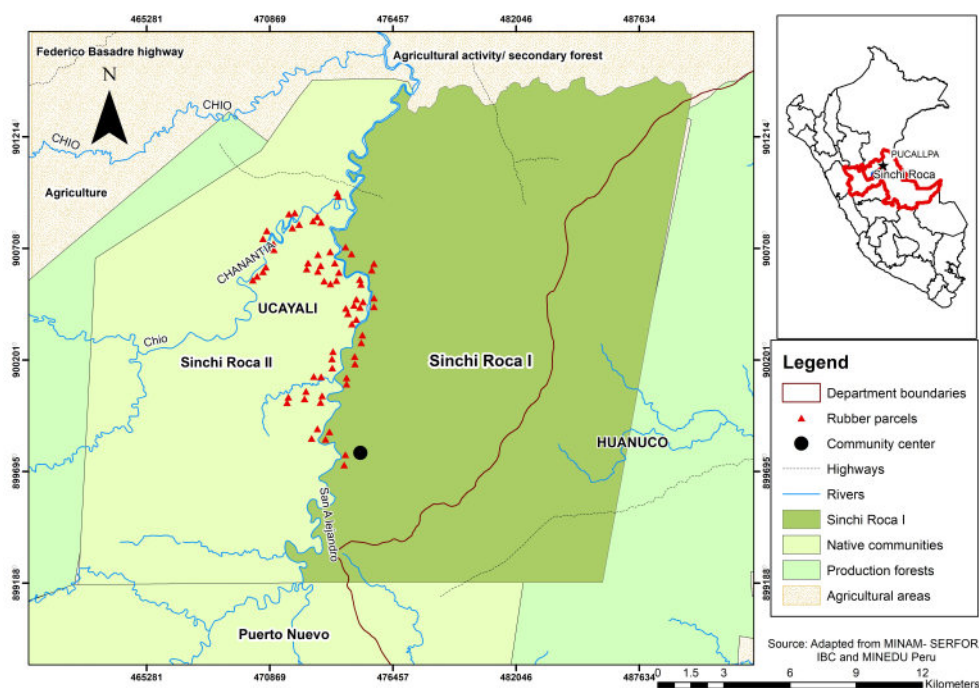 465281 470869 476457 482046 487634
Federico Basadre highway
Agricultural activity/ secondary forest
N
CHIO
CHIO
CHIO
Agriculture
901214
901214
CHANANTIA
900708
900708
UCAYALI
Chio
Sinchi Roca II
Sinchi Roca I
900201
900201
HUANUCO
899695
899695
San Alejandro
899188
899188
Puerto Nuevo
465281 470869 476457 482046 487634
PUCALLPA
Sinchi Roca
Legend
Department boundaries
Rubber parcels
Community center
Highways
Rivers
Sinchi Roca I
Native communities
Production forests
Agricultural areas
Source: Adapted from MINAM- SERFOR
IBC and MINEDU Peru
0 1.5 3 6 9 12
Kilometers